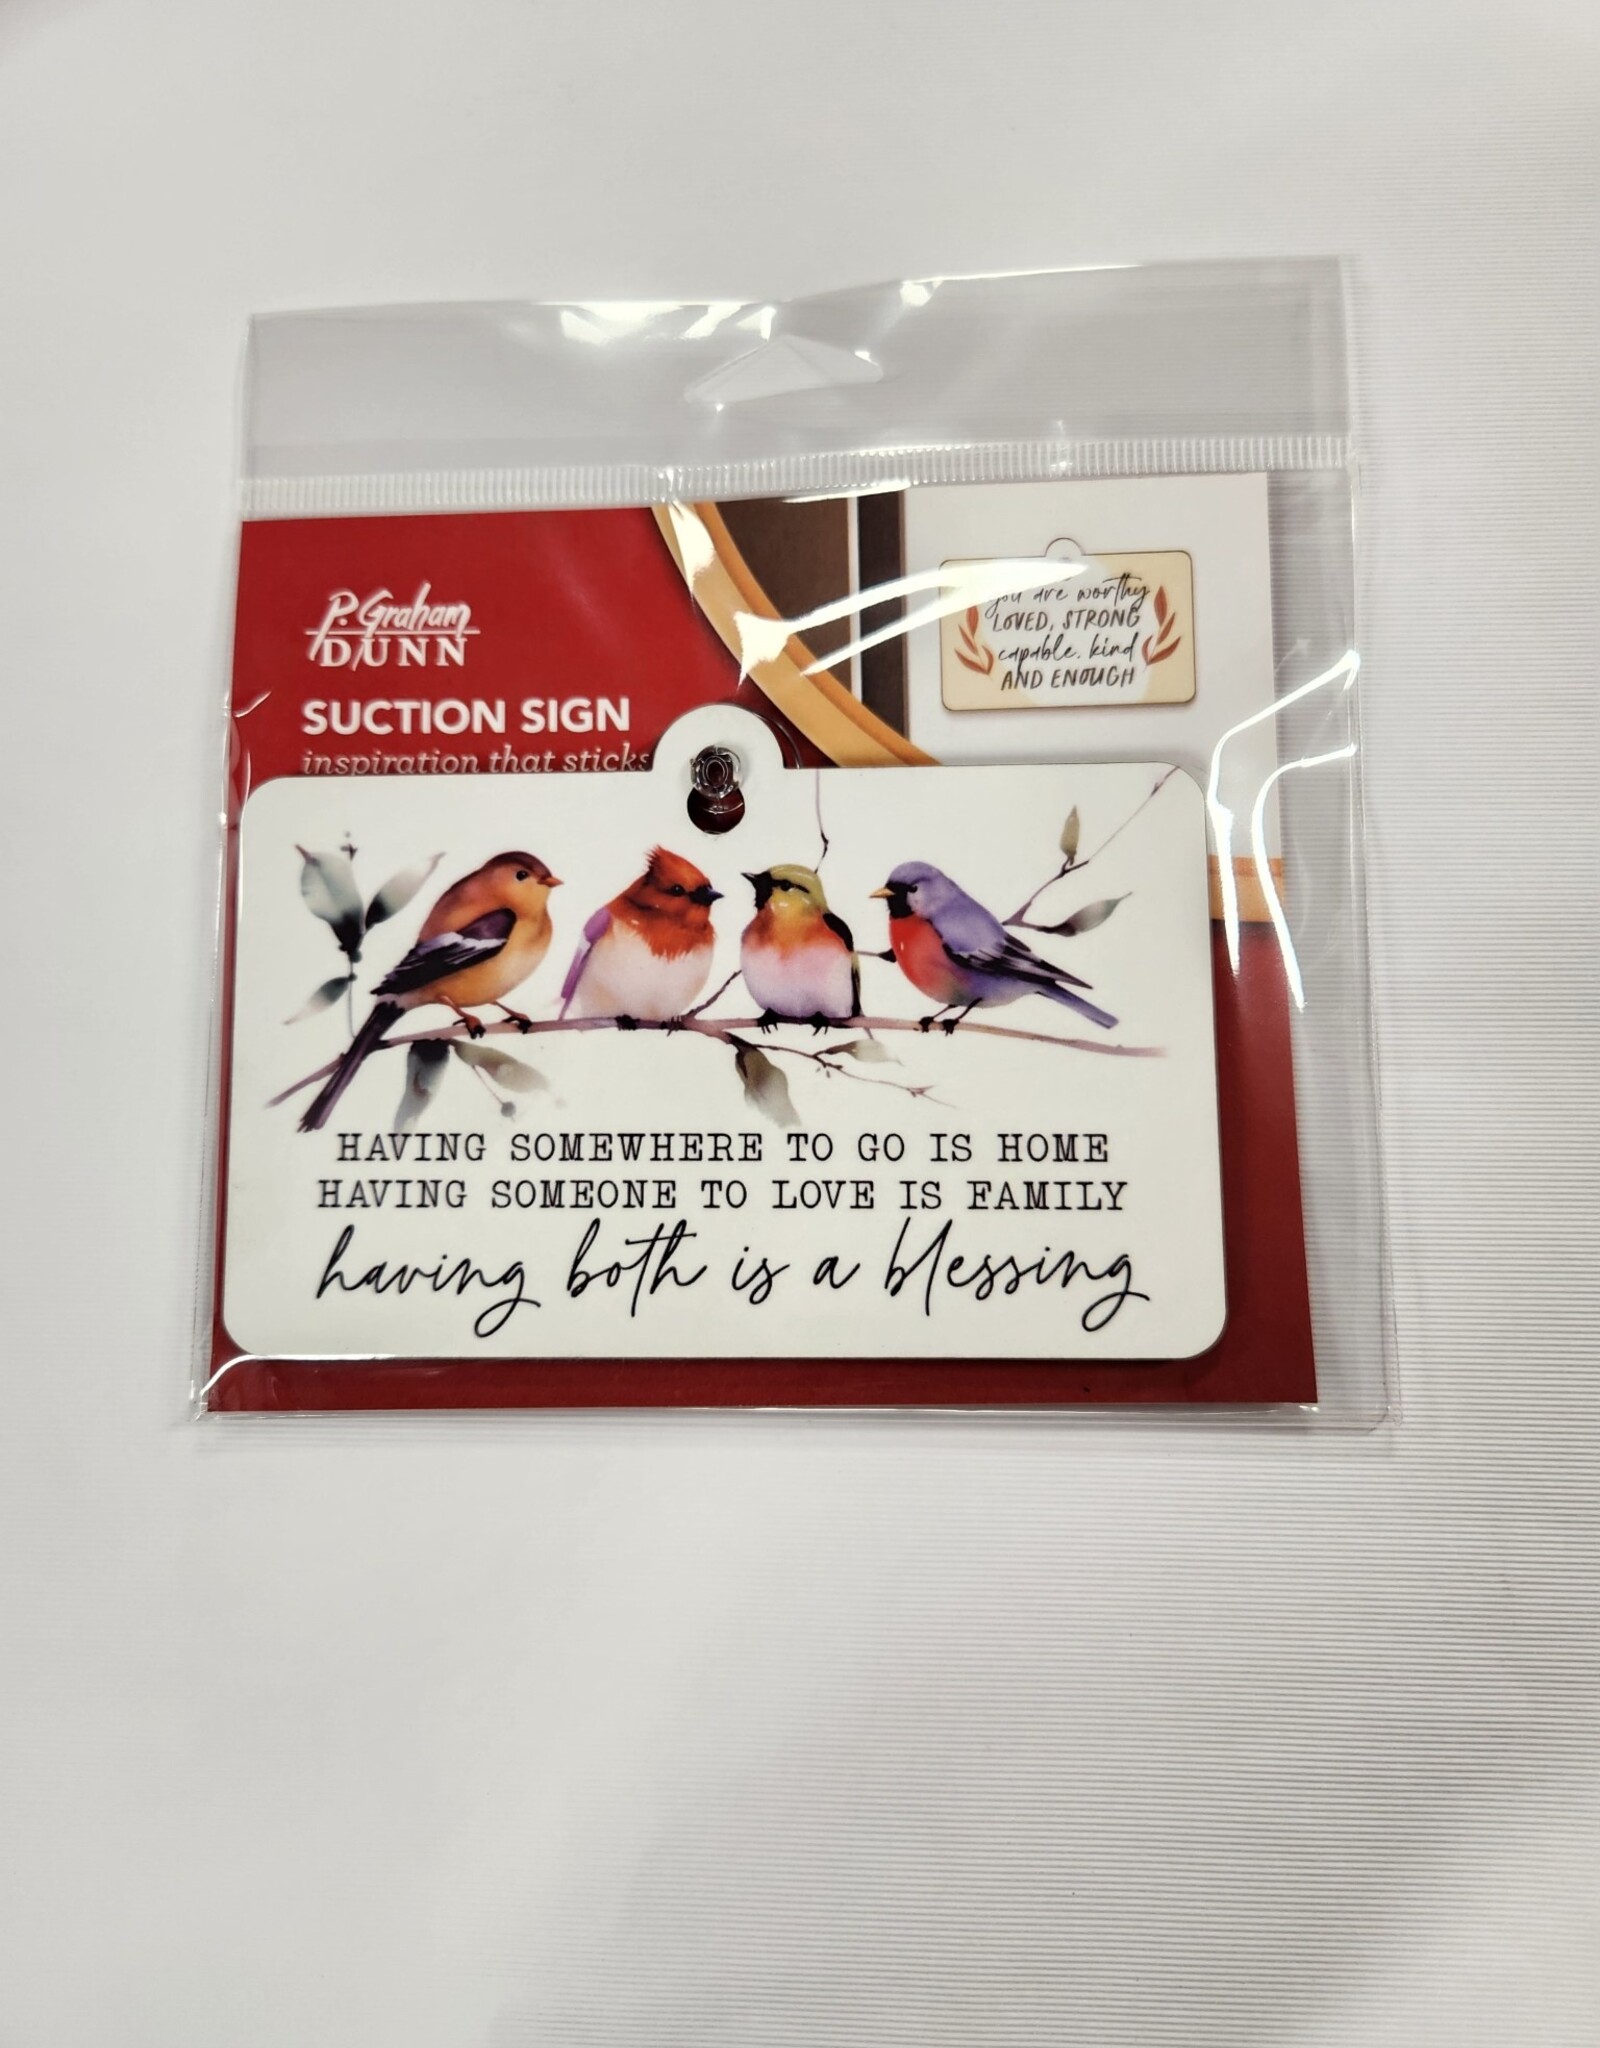 P. Graham
DUNN
SUCTION SIGN
inspiration that sticks
you are worthy
LOVED, STRONG
capable. kind
AND ENOUGH
HAVING SOMEWHERE TO GO IS HOME
HAVING SOMEONE TO LOVE IS FAMILY
having both is a blessing